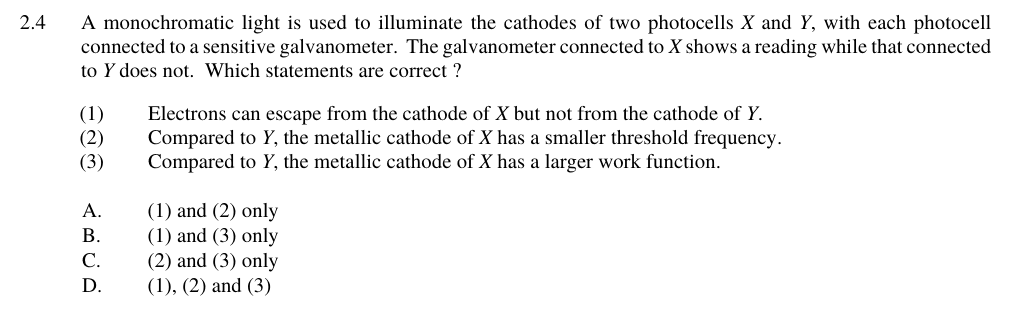 2.4 A monochromatic light is used to illuminate the cathodes of two photocells X and Y, with each photocell
connected to a sensitive galvanometer. The galvanometer connected to X shows a reading while that connected
to Y does not. Which statements are correct ?
(1) Electrons can escape from the cathode of X but not from the cathode of Y.
(2) Compared to Y, the metallic cathode of X has a smaller threshold frequency.
(3) Compared to Y, the metallic cathode of X has a larger work function.
A. (1) and (2) only
B. (1) and (3) only
C. (2) and (3) only
D. (1), (2) and (3)